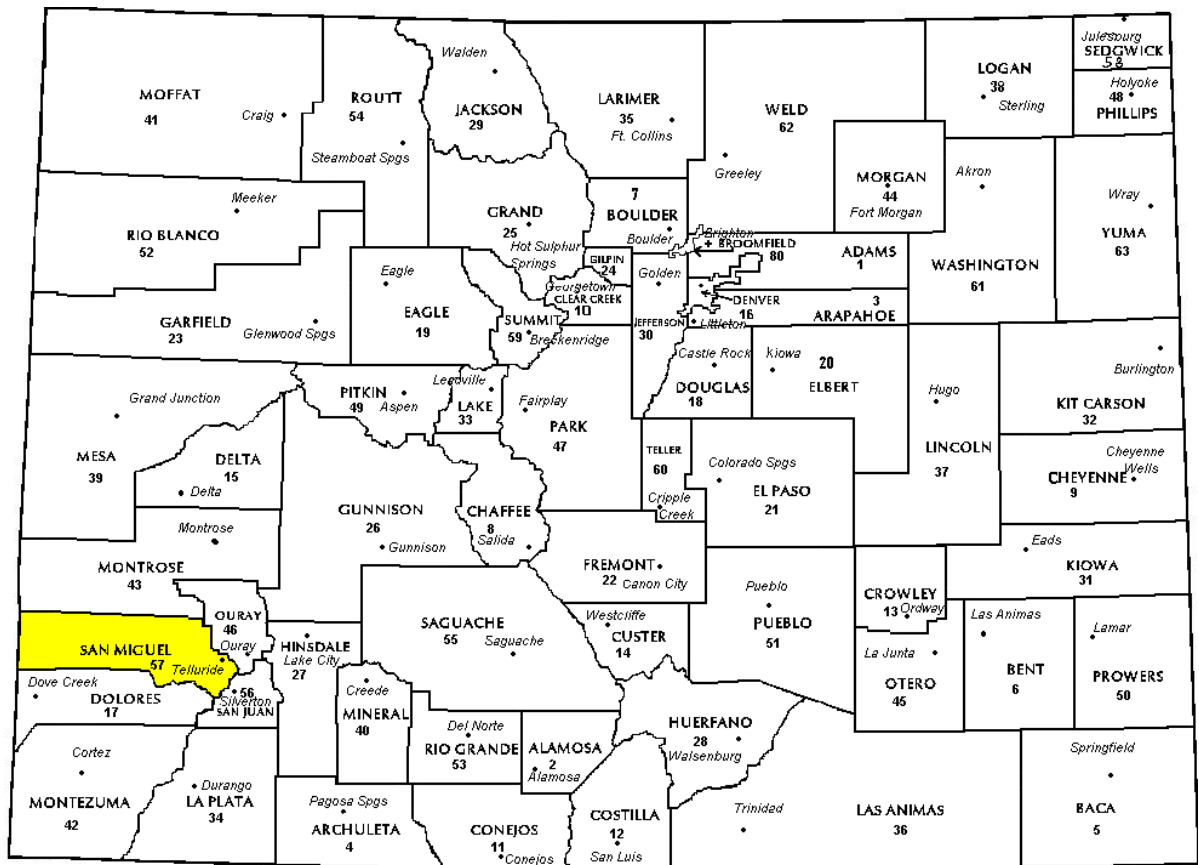 Walden
JACKSON
29
MOFFAT
41
Craig
ROUTT
54
Steamboat Spgs
LARIMER
35
Ft. Collins
WELD
62
Greeley
LOGAN
38
Sterling
Julesburg
SEDGWICK
58
Holyoke
48
PHILLIPS
MORGAN
44
Fort Morgan
Akron
WASHINGTON
61
Wray
YUMA
63
Meeker
RIO BLANCO
52
GRAND
25
Hot Sulphur
Springs
7
BOULDER
Boulder
Brighton
+ BROOMFIELD
80
ADAMS
1
GILPIN
24
Golden
JEFFERSON
30
Georgetown
CLEAR CREEK
10
DENVER
16
3
ARAPAHOE
Littleton
Eagle
EAGLE
19
SUMMIT
59
Breckenridge
GARFIELD
23
Glenwood Spgs
PITKIN
49
Aspen
Leadville
LAKE
33
Fairplay
PARK
47
Castle Rock
DOUGLAS
18
kiowa
20
ELBERT
Hugo
LINCOLN
37
Burlington
KIT CARSON
32
Grand Junction
MESA
39
DELTA
15
Delta
GUNNISON
26
Gunnison
CHAFFEE
8
Salida
TELLER
60
Cripple
Creek
Colorado Spgs
EL PASO
21
Cheyenne
Wells
CHEYENNE
9
Montrose
MONTROSE
43
FREMONT
22
Canon City
Pueblo
PUEBLO
51
CROWLEY
13
Ordway
Eads
KIOWA
31
SAN MIGUEL
57
Telluride
OURAY
46
Ouray
HINSDALE
Lake City
27
SAGUACHE
55
Saguache
Westcliffe
CUSTER
14
La Junta
OTERO
45
Las Animas
BENT
6
Lamar
PROWERS
50
Dove Creek
DOLORES
17
56
Silverton
SAN JUAN
Creede
MINERAL
40
Del Norte
RIO GRANDE
53
ALAMOSA
2
Alamosa
HUERFANO
28
Walsenburg
Cortez
MONTEZUMA
42
Durango
LA PLATA
34
Pagosa Spgs
ARCHULETA
4
CONEJOS
11
Conejos
COSTILLA
12
San Luis
Trinidad
LAS ANIMAS
36
Springfield
BACA
5